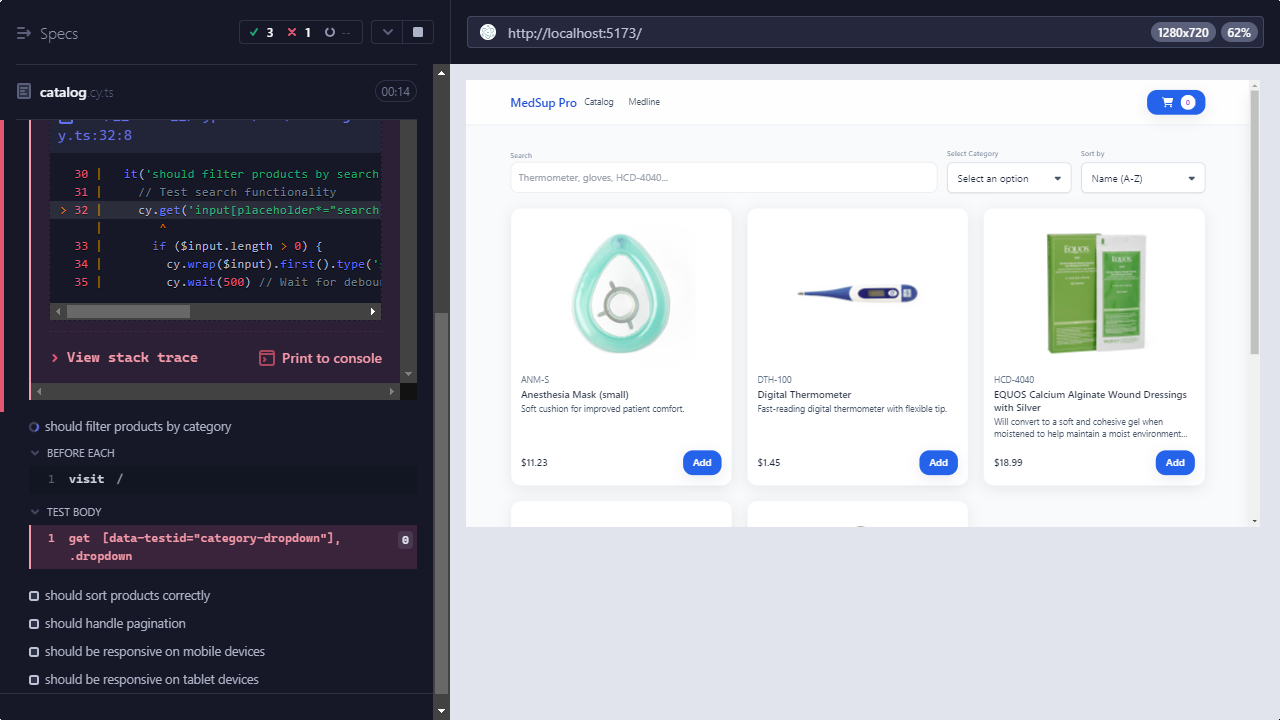 Specs
3
1
--
catalog.cy.ts
00:14
y.ts:32:8
30 | it('should filter products by search
31 | // Test search functionality
> 32 | cy.get('input[placeholder*="search
| ^
33 | if ($input.length > 0) {
34 | cy.wrap($input).first().type('
35 | cy.wait(500) // Wait for debou
View stack trace
Print to console
should filter products by category
BEFORE EACH
1 visit /
TEST BODY
1 get [data-testid="category-dropdown"],
.dropdown
0
should sort products correctly
should handle pagination
should be responsive on mobile devices
should be responsive on tablet devices
http://localhost:5173/
1280x720
62%
MedSup Pro
Catalog
Medline
0
Search
Thermometer, gloves, HCD-4040...
Select Category
Select an option
Sort by
Name (A-Z)
ANM-S
Anesthesia Mask (small)
Soft cushion for improved patient comfort.
$11.23
Add
DTH-100
Digital Thermometer
Fast-reading digital thermometer with flexible tip.
$1.45
Add
EQUOS
EQUOS
HCD-4040
EQUOS Calcium Alginate Wound Dressings
with Silver
Will convert to a soft and cohesive gel when
moistened to help maintain a moist environment...
$18.99
Add